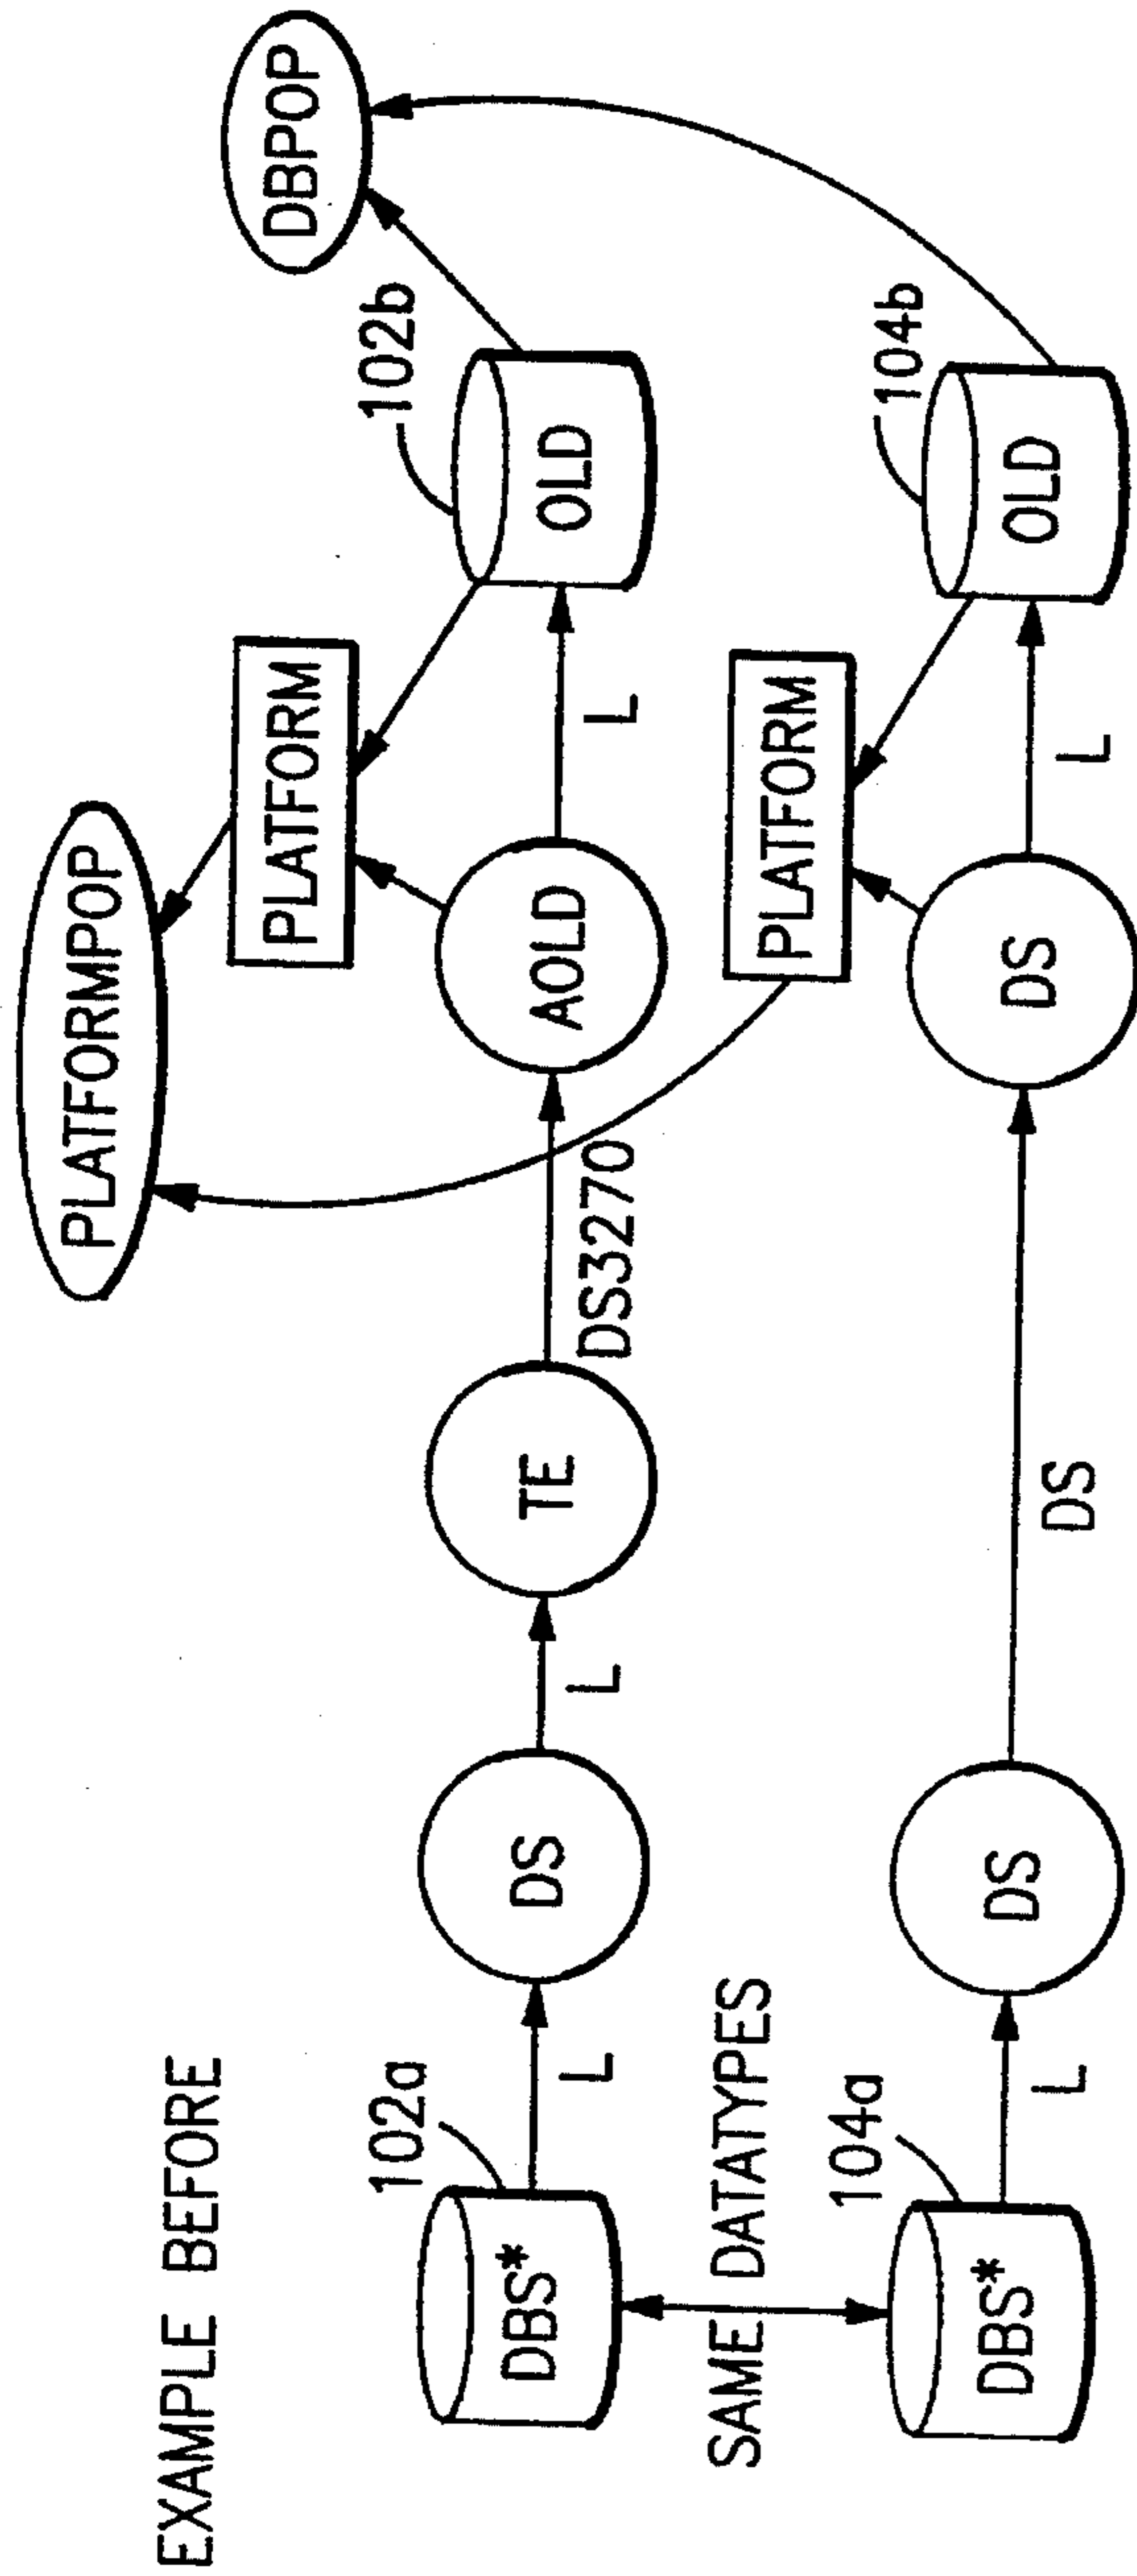 EXAMPLE BEFORE
PLATFORMPOP
DBPOP
PLATFORM
102a
102b
DBS*
L
DS
L
TE
DS3270
AOLD
L
OLD
SAME DATATYPES
PLATFORM
104a
104b
DBS*
L
DS
DS
DS
L
OLD